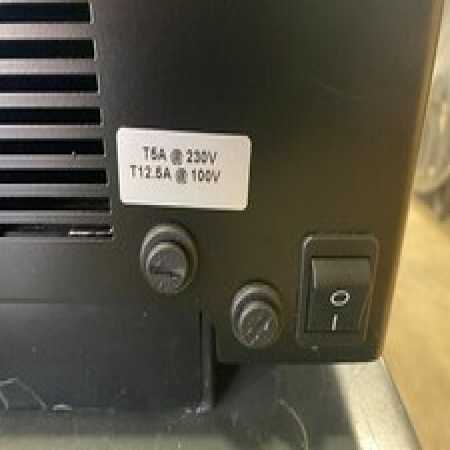 T5A @ 230V
T12.5A @ 100V
O
I